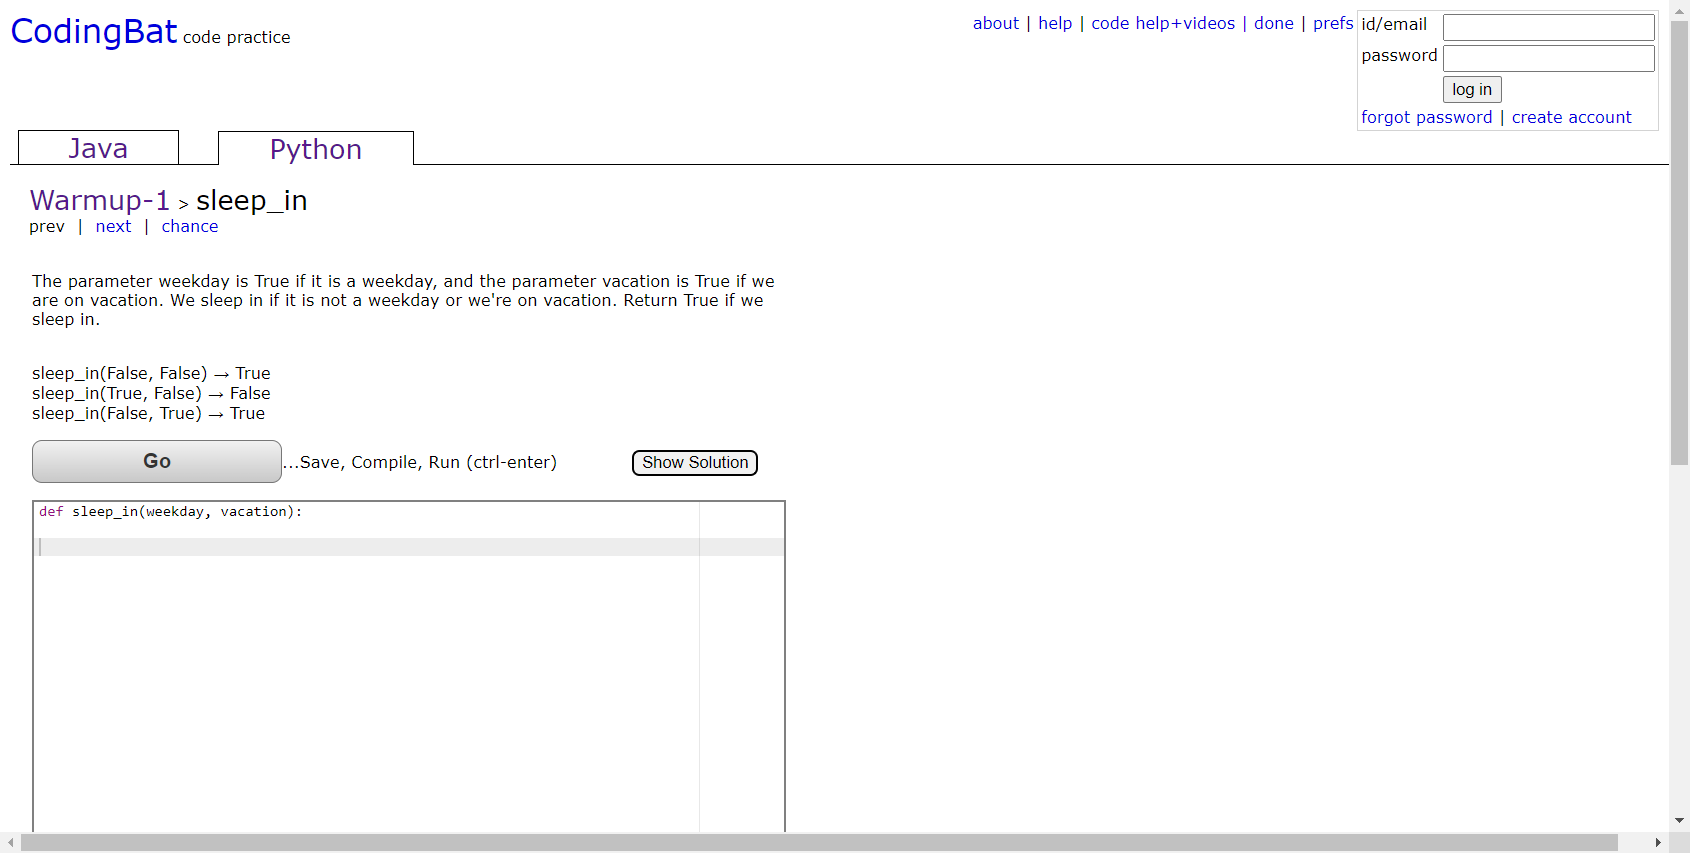 CodingBat code practice
about | help | code help+videos | done | prefs
id/email
password
log in
forgot password | create account
Java
Python
Warmup-1 > sleep_in
prev | next | chance
The parameter weekday is True if it is a weekday, and the parameter vacation is True if we
are on vacation. We sleep in if it is not a weekday or we're on vacation. Return True if we
sleep in.
sleep_in(False, False) → True
sleep_in(True, False) → False
sleep_in(False, True) → True
Go ...Save, Compile, Run (ctrl-enter) Show Solution
def sleep_in(weekday, vacation):